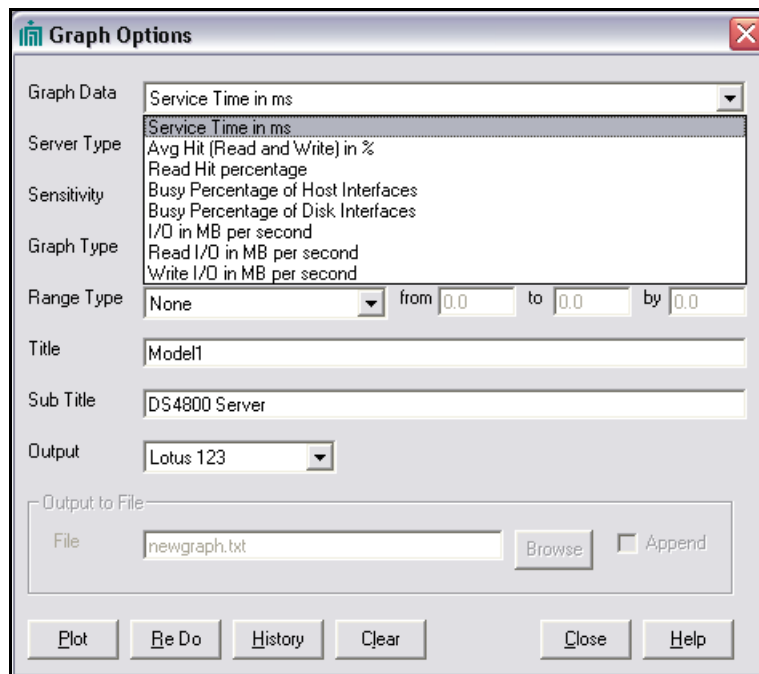 Graph Options
Graph Data Service Time in ms
Service Time in ms
Server Type
Avg Hit (Read and Write) in %
Read Hit percentage
Sensitivity
Busy Percentage of Host Interfaces
Busy Percentage of Disk Interfaces
I/O in MB per second
Graph Type
Read I/O in MB per second
Write I/O in MB per second
Range Type None from 0.0 to 0.0 by 0.0
Title Model1
Sub Title DS4800 Server
Output Lotus 123
Output to File
File newgraph.txt Browse Append
Plot Re Do History Clear Close Help